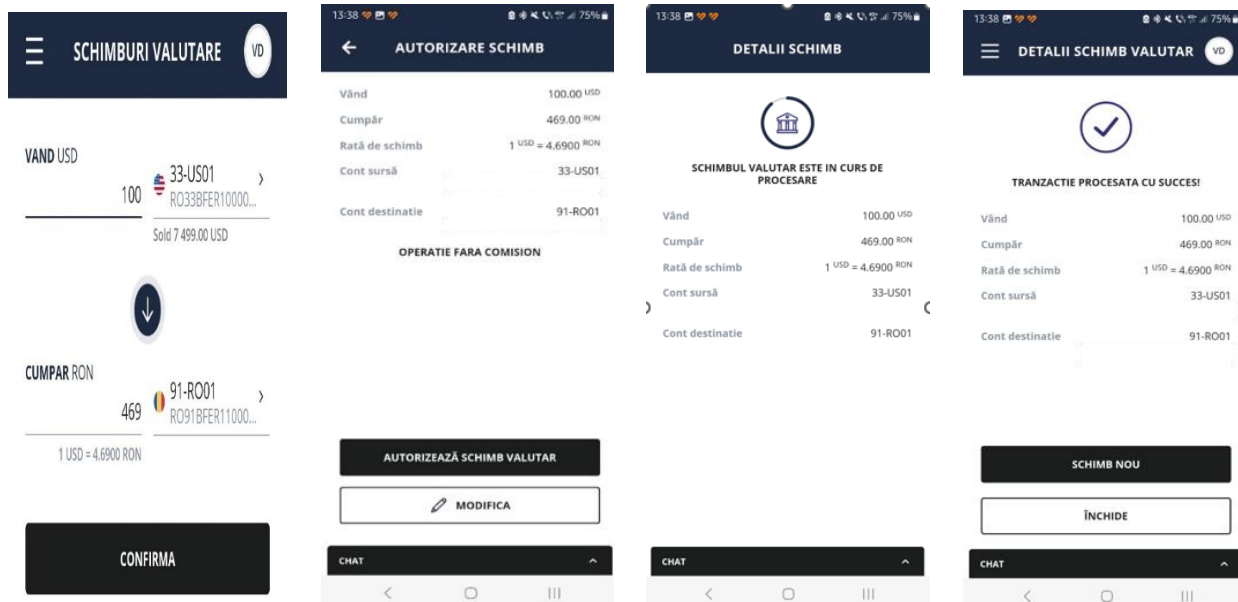 SCHIMBURI VALUTARE
VD
VAND USD
100
33-US01
RO33BFER10000...
Sold 7 499.00 USD
CUMPAR RON
469
91-RO01
RO91BFER11000...
1 USD = 4.6900 RON
CONFIRMA
13:38
75%
AUTORIZARE SCHIMB
Vând 100.00 USD
Cumpăr 469.00 RON
Rată de schimb 1 USD = 4.6900 RON
Cont sursă 33-US01
Cont destinatie 91-RO01
OPERATIE FARA COMISION
AUTORIZEAZĂ SCHIMB VALUTAR
MODIFICA
CHAT
13:38
75%
DETALII SCHIMB
SCHIMBUL VALUTAR ESTE IN CURS DE
PROCESARE
Vând 100.00 USD
Cumpăr 469.00 RON
Rată de schimb 1 USD = 4.6900 RON
Cont sursă 33-US01
Cont destinatie 91-RO01
CHAT
13:38
75%
DETALII SCHIMB VALUTAR
VD
TRANZACTIE PROCESATA CU SUCCES!
Vând 100.00 USD
Cumpăr 469.00 RON
Rată de schimb 1 USD = 4.6900 RON
Cont sursă 33-US01
Cont destinatie 91-RO01
SCHIMB NOU
ÎNCHIDE
CHAT